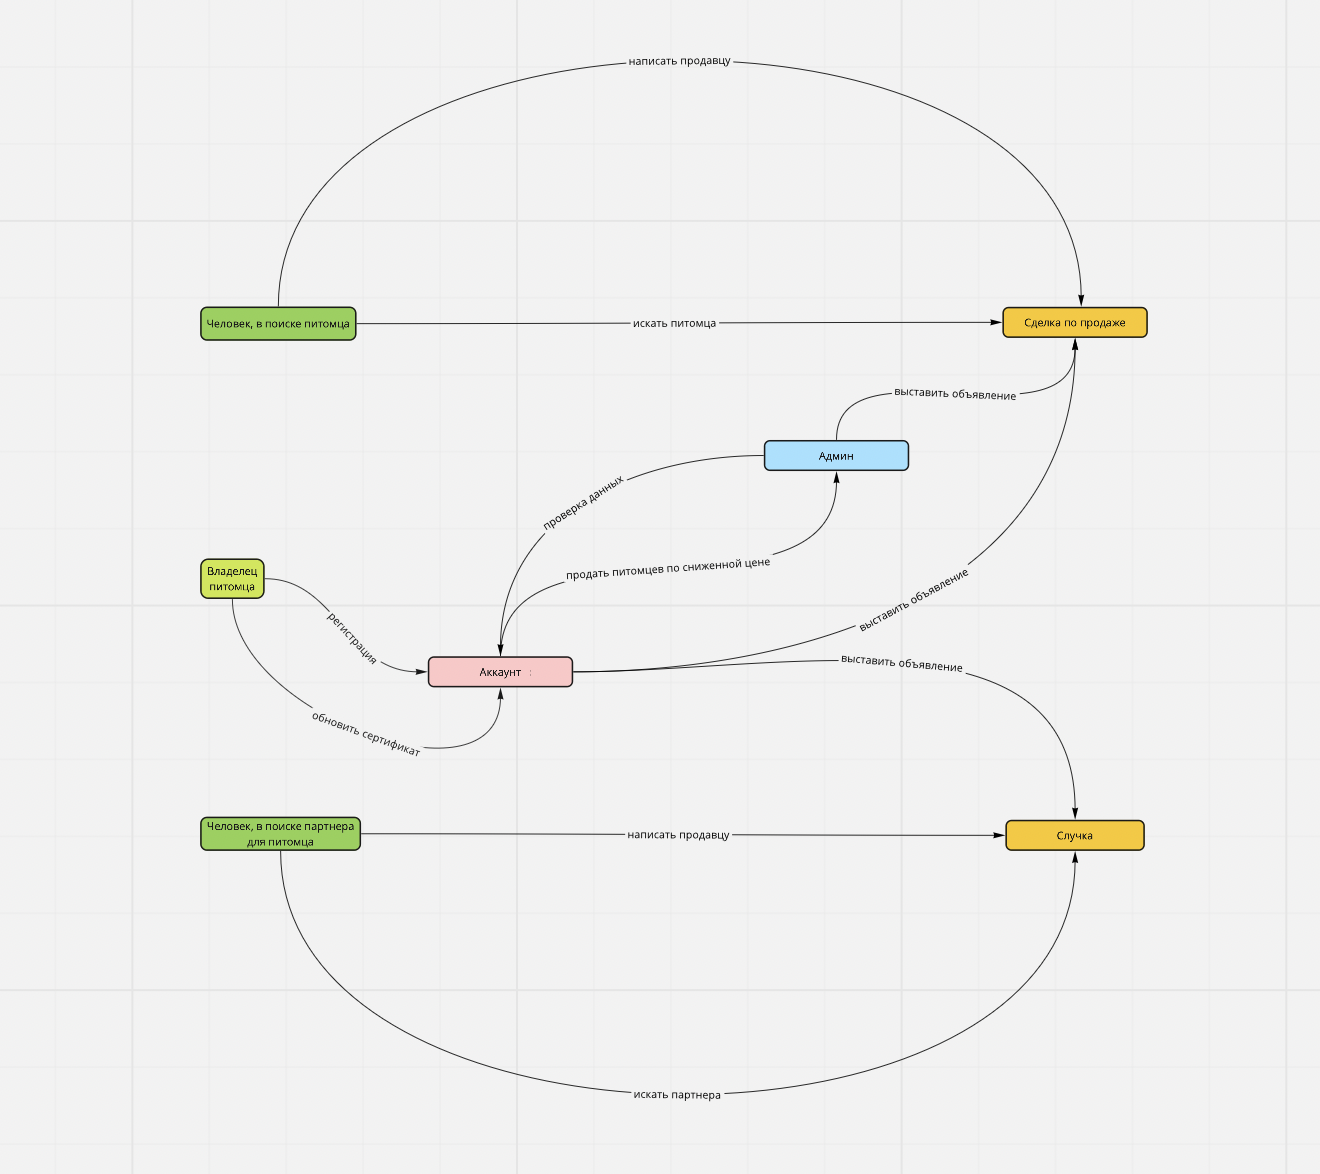 написать продавцу
Человек, в поиске питомца
искать питомца
Сделка по продаже
выставить объявление
Админ
проверка данных
продать питомцев по сниженной цене
Владелец
питомца
выставить объявление
регистрация
Аккаунт
выставить объявление
обновить сертификат
Человек, в поиске партнера
для питомца
написать продавцу
Случка
искать партнера